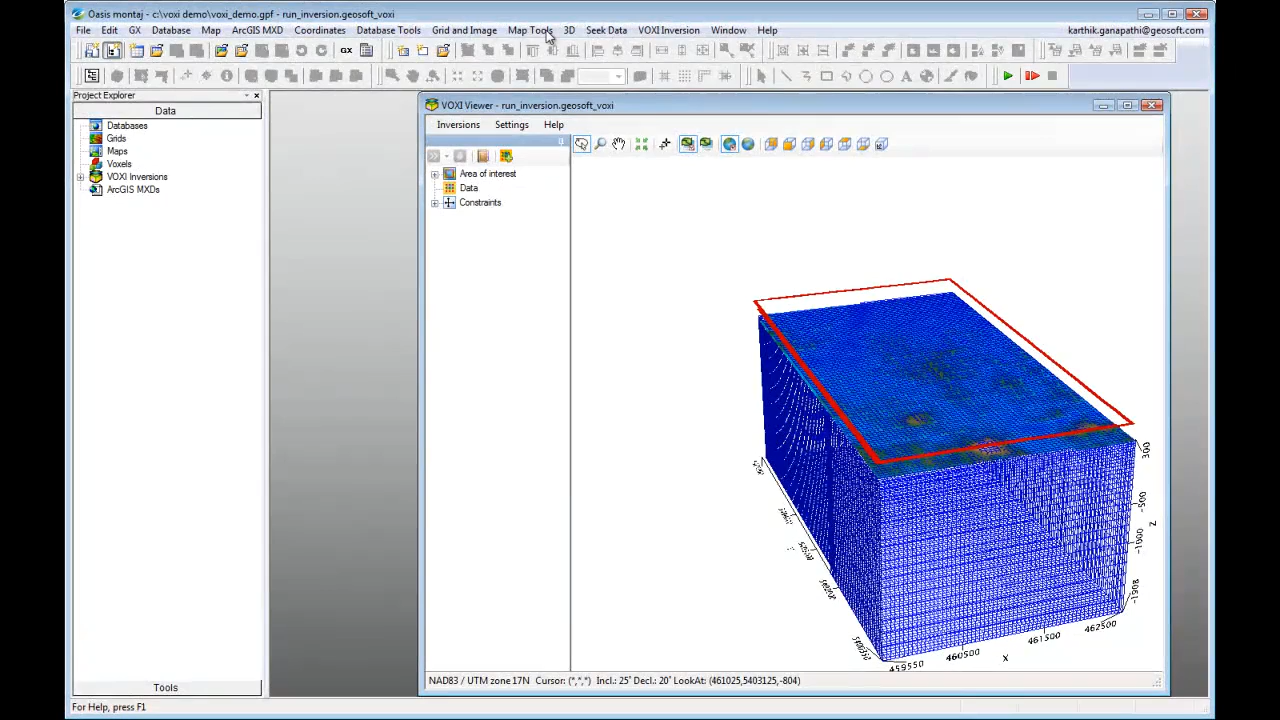 Oasis montaj - c:\voxi demo\voxi_demo.gpf - run_inversion.geosoft_voxi
File Edit GX Database Map ArcGIS MXD Coordinates Database Tools Grid and Image Map Tools 3D Seek Data VOXI Inversion Window Help karthik.ganapathi@geosoft.com
GX
Project Explorer
Data
Databases
Grids
Maps
Voxels
VOXI Inversions
ArcGIS MXDs
Tools
VOXI Viewer - run_inversion.geosoft_voxi
Inversions Settings Help
Area of interest
Data
Constraints
300
-500
Z
-1000
461500
462500
460500
X
459550
NAD83 / UTM zone 17N Cursor: (*,*,*) Incl.: 25° Decl.: 20° LookAt: (461025,5403125,-804)
For Help, press F1